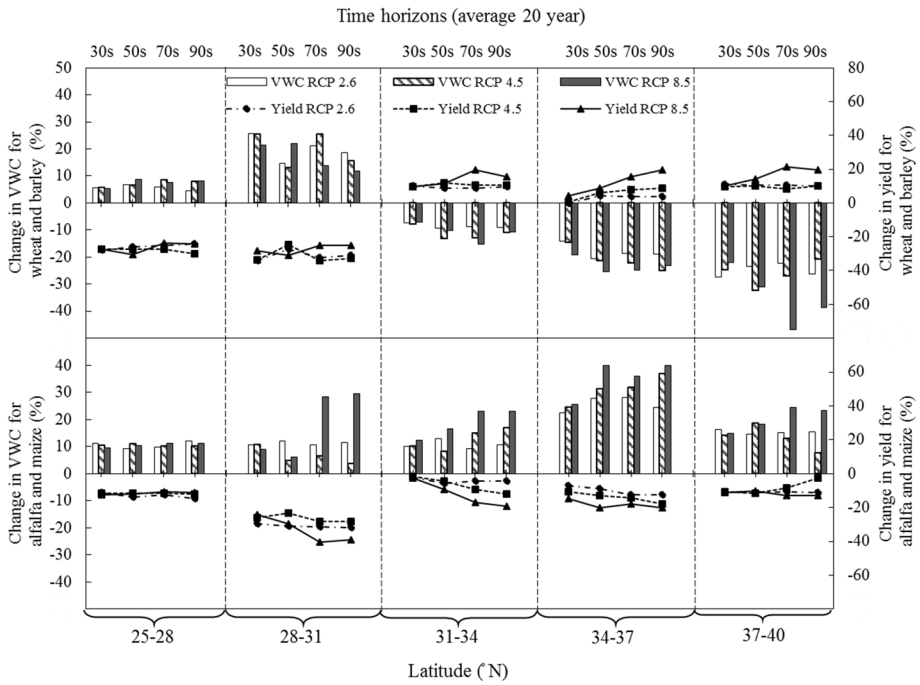 Time horizons (average 20 year)
30s 50s 70s 90s 30s 50s 70s 90s 30s 50s 70s 90s 30s 50s 70s 90s 30s 50s 70s 90s
VWC RCP 2.6 VWC RCP 4.5 VWC RCP 8.5
Yield RCP 2.6 Yield RCP 4.5 Yield RCP 8.5
Change in VWC for
wheat and barley (%)
50
40
30
20
10
0
-10
-20
-30
-40
80
60
40
20
0
-20
-40
-60
Change in yield for
wheat and barley (%)
Change in VWC for
alfalfa and maize (%)
40
30
20
10
0
-10
-20
-30
-40
60
40
20
0
-20
-40
-60
Change in yield for
alfalfa and maize (%)
25-28 28-31 31-34 34-37 37-40
Latitude (°N)